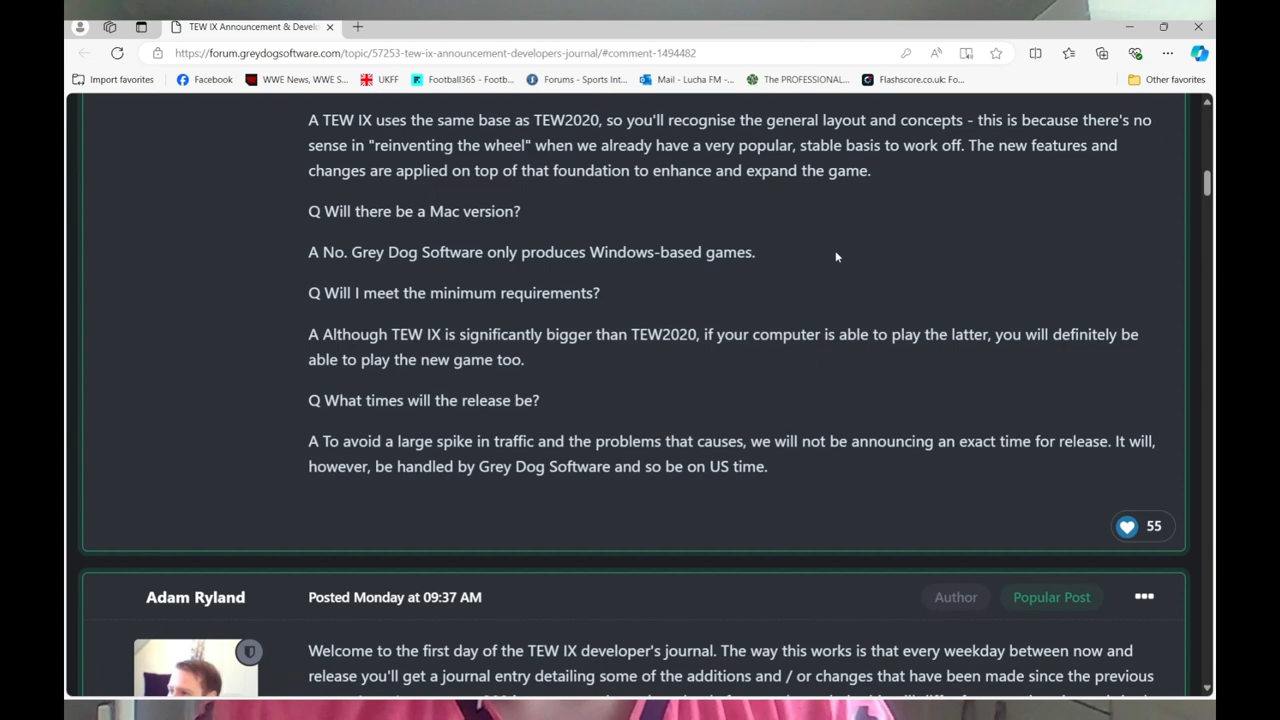 TEW IX Announcement & Develo
https://forum.greydogsoftware.com/topic/57253-tew-ix-announcement-developers-journal/#comment-1494482
Import favorites
Facebook
WWE News, WWE S...
UKFF
Football365 - Footb...
Forums - Sports Int...
Mail - Lucha FM -...
The PROFESSIONAL...
Flashscore.co.uk: Fo...
Other favorites
A TEW IX uses the same base as TEW2020, so you'll recognise the general layout and concepts - this is because there's no
sense in "reinventing the wheel" when we already have a very popular, stable basis to work off. The new features and
changes are applied on top of that foundation to enhance and expand the game.
Q Will there be a Mac version?
A No. Grey Dog Software only produces Windows-based games.
Q Will I meet the minimum requirements?
A Although TEW IX is significantly bigger than TEW2020, if your computer is able to play the latter, you will definitely be
able to play the new game too.
Q What times will the release be?
A To avoid a large spike in traffic and the problems that causes, we will not be announcing an exact time for release. It will,
however, be handled by Grey Dog Software and so be on US time.
55
Adam Ryland
Posted Monday at 09:37 AM
Author
Popular Post
Welcome to the first day of the TEW IX developer's journal. The way this works is that every weekday between now and
release you'll get a journal entry detailing some of the additions and / or changes that have been made since the previous